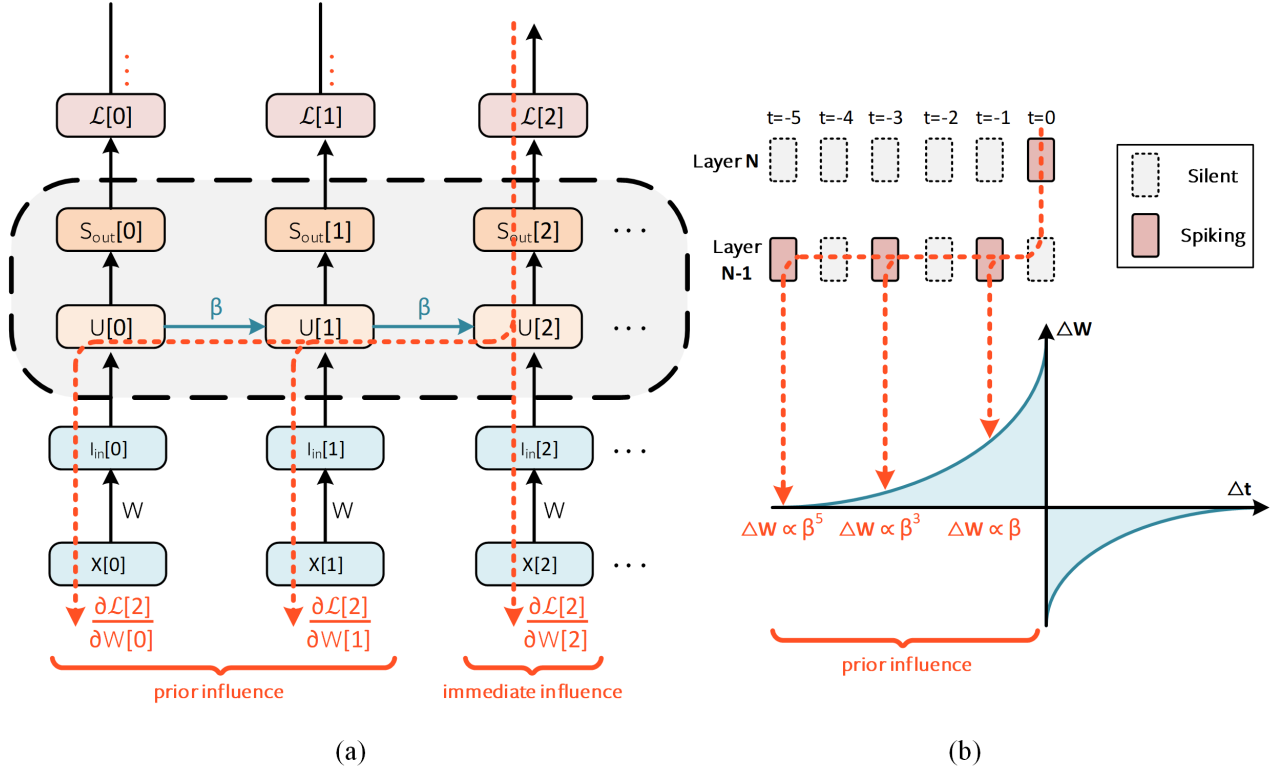 ℒ[0]
ℒ[1]
ℒ[2]
S_out[0]
S_out[1]
S_out[2]
...
β
β
U[0]
U[1]
U[2]
...
I_in[0]
I_in[1]
I_in[2]
...
W
W
W
X[0]
X[1]
X[2]
...
∂ℒ[2]
∂W[0]
∂ℒ[2]
∂W[1]
∂ℒ[2]
∂W[2]
prior influence
immediate influence
(a)
t=-5 t=-4 t=-3 t=-2 t=-1 t=0
Layer N
Layer
N-1
Silent
Spiking
△W
△t
△W ∝ β⁵
△W ∝ β³
△W ∝ β
prior influence
(b)